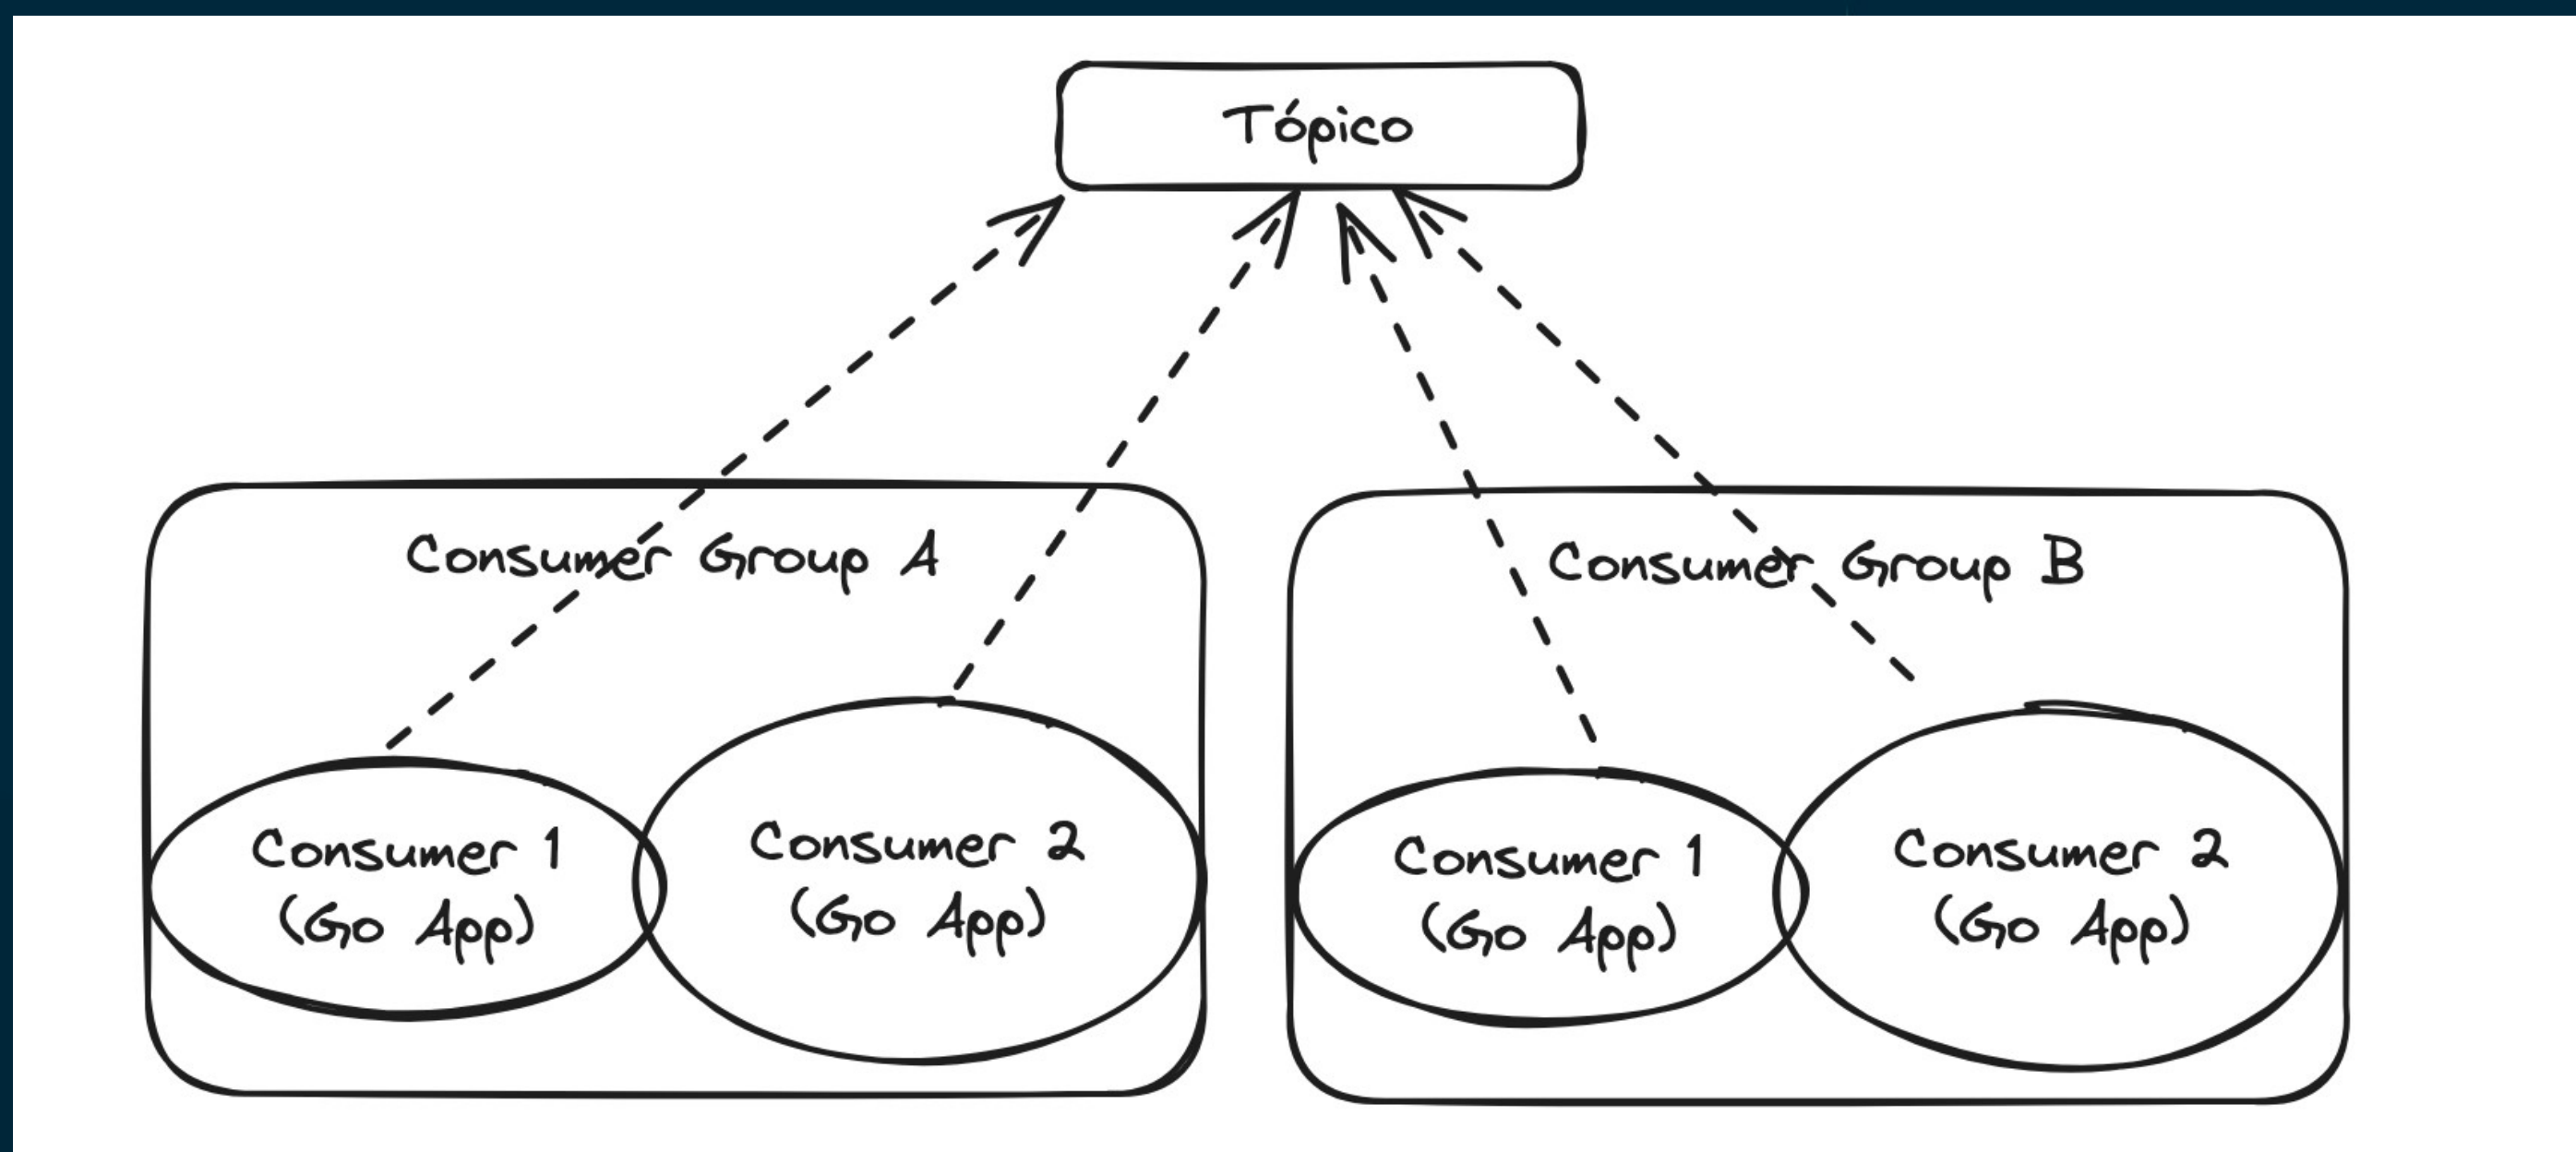 Tópico
Consumer Group A
Consumer Group B
Consumer 1
(Go App)
Consumer 2
(Go App)
Consumer 1
(Go App)
Consumer 2
(Go App)